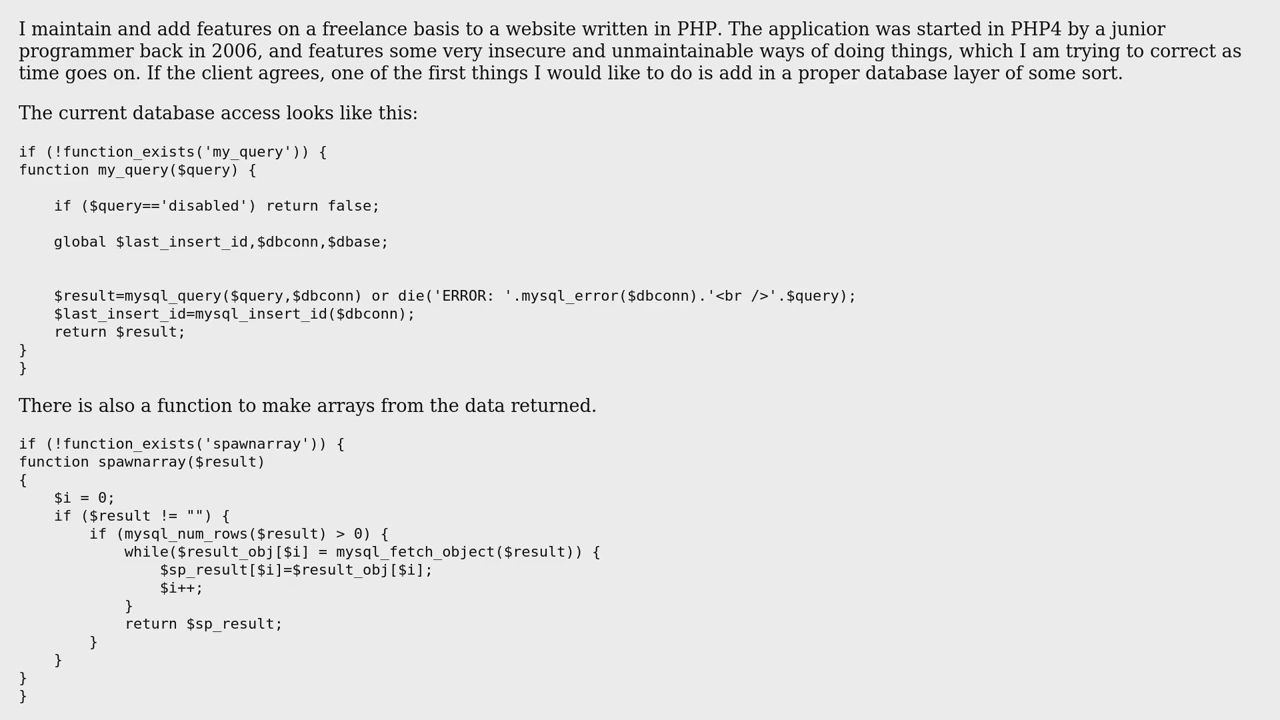 I maintain and add features on a freelance basis to a website written in PHP. The application was started in PHP4 by a junior
programmer back in 2006, and features some very insecure and unmaintainable ways of doing things, which I am trying to correct as
time goes on. If the client agrees, one of the first things I would like to do is add in a proper database layer of some sort.

The current database access looks like this:

if (!function_exists('my_query')) {
function my_query($query) {

    if ($query=='disabled') return false;

    global $last_insert_id,$dbconn,$dbase;


    $result=mysql_query($query,$dbconn) or die('ERROR: '.mysql_error($dbconn).'<br />'.$query);
    $last_insert_id=mysql_insert_id($dbconn);
    return $result;
}
}

There is also a function to make arrays from the data returned.

if (!function_exists('spawnarray')) {
function spawnarray($result)
{
    $i = 0;
    if ($result != "") {
        if (mysql_num_rows($result) > 0) {
            while($result_obj[$i] = mysql_fetch_object($result)) {
                $sp_result[$i]=$result_obj[$i];
                $i++;
            }
            return $sp_result;
        }
    }
}
}